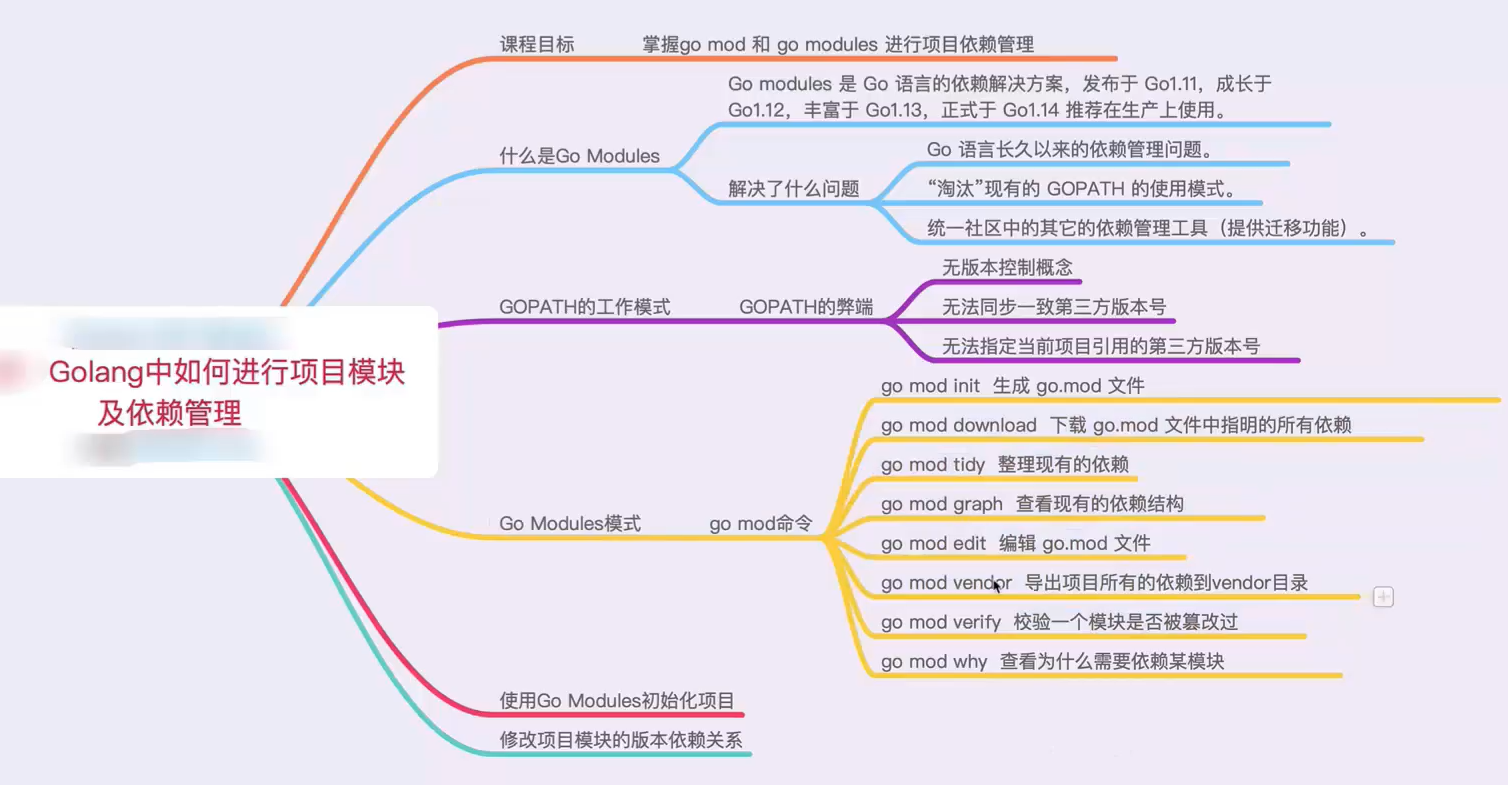 课程目标
掌握go mod 和 go modules 进行项目依赖管理
什么是Go Modules
Go modules 是 Go 语言的依赖解决方案，发布于 Go1.11，成长于
Go1.12，丰富于 Go1.13，正式于 Go1.14 推荐在生产上使用。
解决了什么问题
Go 语言长久以来的依赖管理问题。
“淘汰”现有的 GOPATH 的使用模式。
统一社区中的其它的依赖管理工具（提供迁移功能）。
GOPATH的工作模式
GOPATH的弊端
无版本控制概念
无法同步一致第三方版本号
无法指定当前项目引用的第三方版本号
Golang中如何进行项目模块
及依赖管理
Go Modules模式
go mod命令
go mod init 生成 go.mod 文件
go mod download 下载 go.mod 文件中指明的所有依赖
go mod tidy 整理现有的依赖
go mod graph 查看现有的依赖结构
go mod edit 编辑 go.mod 文件
go mod vendor 导出项目所有的依赖到vendor目录
go mod verify 校验一个模块是否被篡改过
go mod why 查看为什么需要依赖某模块
使用Go Modules初始化项目
修改项目模块的版本依赖关系